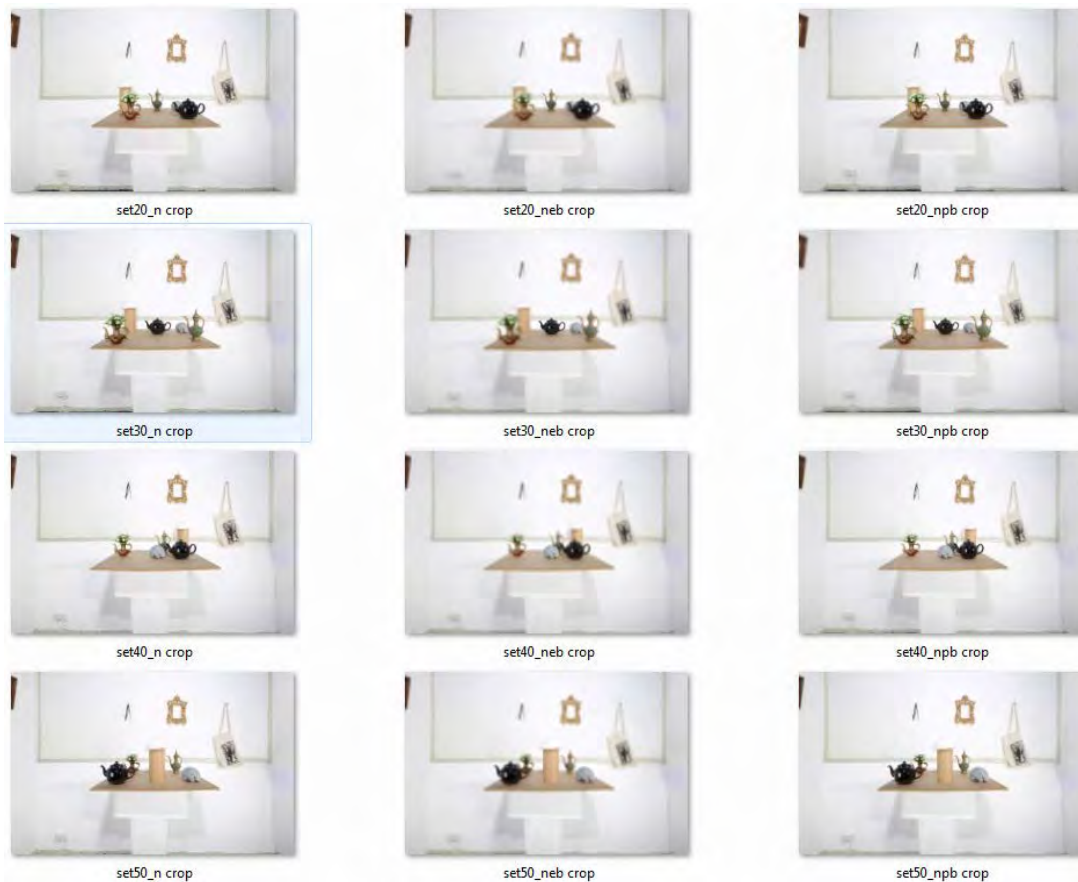 set20_n crop
set20_neb crop
set20_npb crop
set30_n crop
set30_neb crop
set30_npb crop
set40_n crop
set40_neb crop
set40_npb crop
set50_n crop
set50_neb crop
set50_npb crop